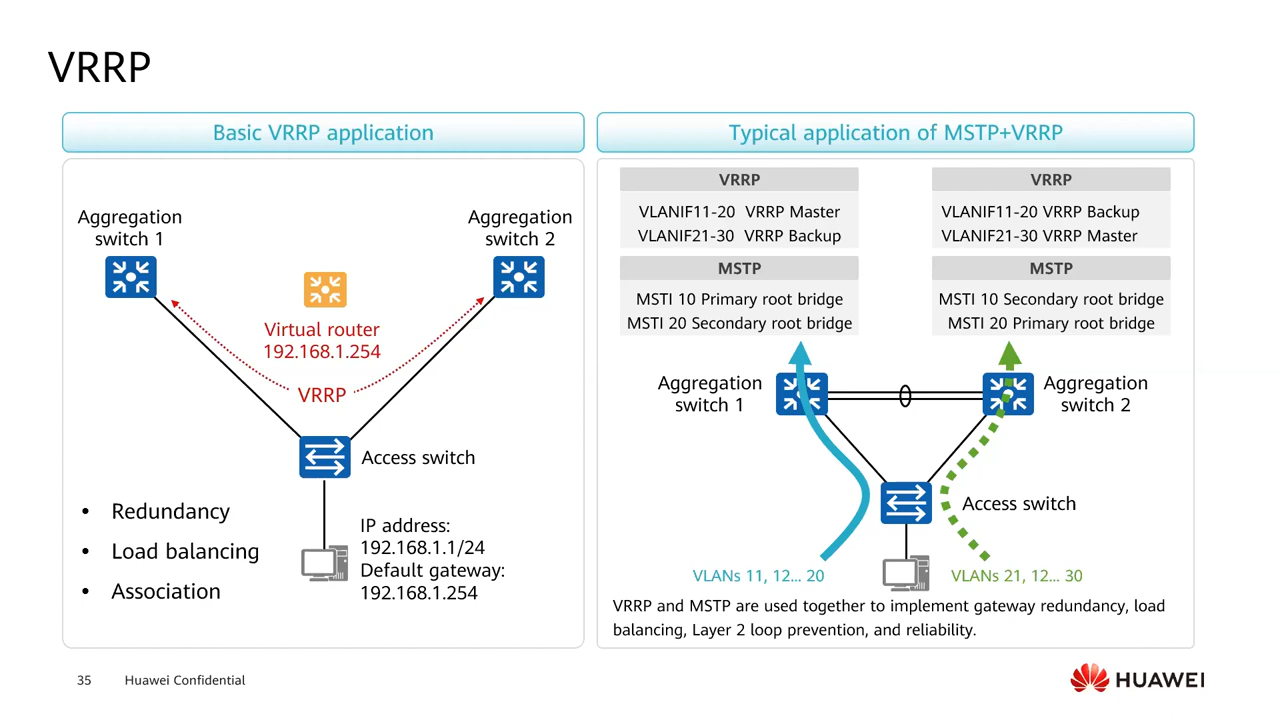 VRRP
Basic VRRP application
Aggregation
switch 1
Aggregation
switch 2
Virtual router
192.168.1.254
VRRP
Access switch
• Redundancy
• Load balancing
• Association
IP address:
192.168.1.1/24
Default gateway:
192.168.1.254
Typical application of MSTP+VRRP
VRRP
VLANIF11-20 VRRP Master
VLANIF21-30 VRRP Backup
MSTP
MSTI 10 Primary root bridge
MSTI 20 Secondary root bridge
VRRP
VLANIF11-20 VRRP Backup
VLANIF21-30 VRRP Master
MSTP
MSTI 10 Secondary root bridge
MSTI 20 Primary root bridge
Aggregation
switch 1
Aggregation
switch 2
Access switch
VLANs 11, 12... 20
VLANs 21, 12... 30
VRRP and MSTP are used together to implement gateway redundancy, load
balancing, Layer 2 loop prevention, and reliability.
35 Huawei Confidential
HUAWEI